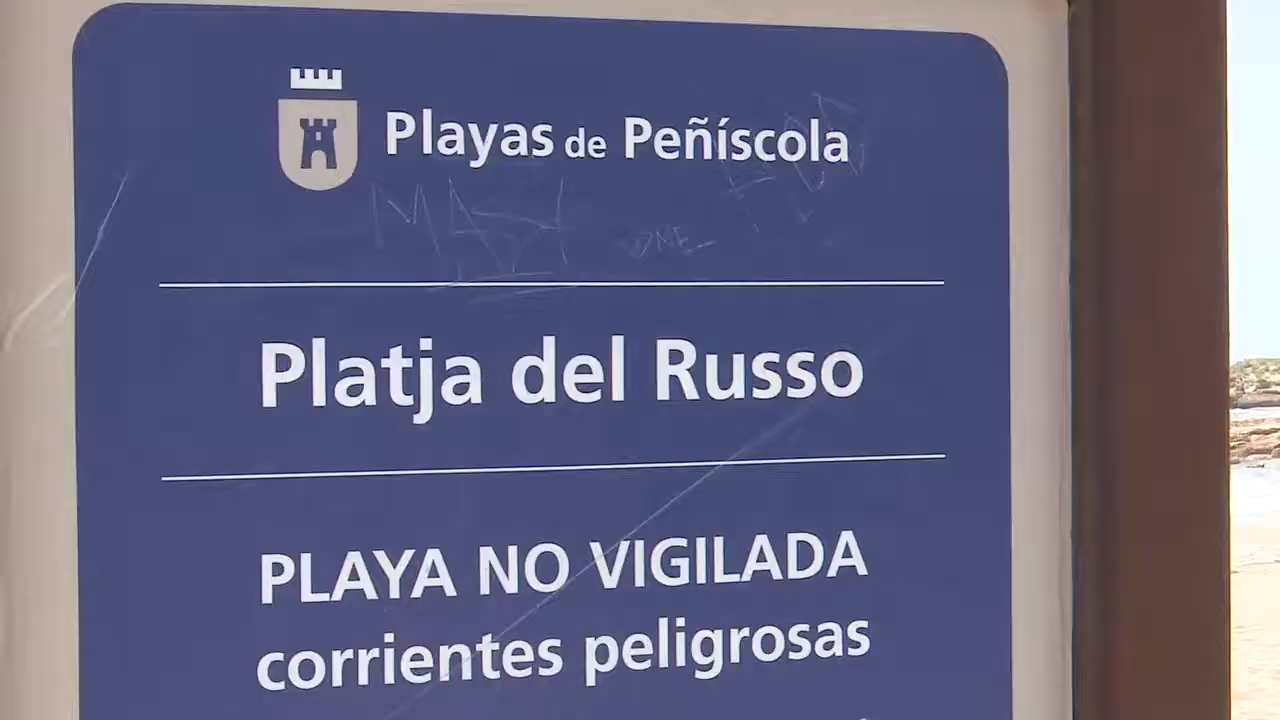 Playas de Peñíscola
Platja del Russo
PLAYA NO VIGILADA
corrientes peligrosas